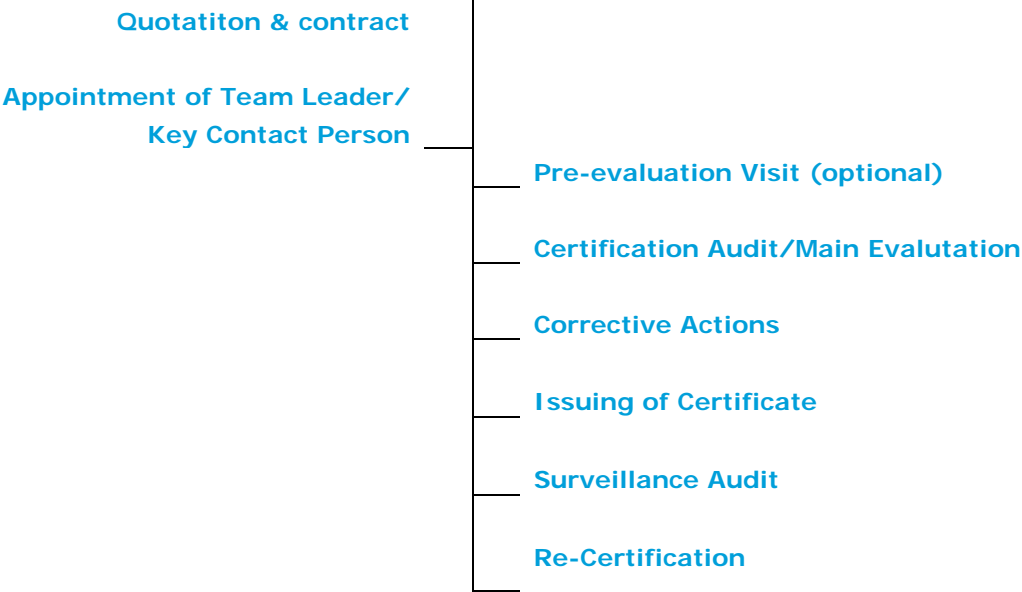 Quotatiton & contract
Appointment of Team Leader/
Key Contact Person
Pre-evaluation Visit (optional)
Certification Audit/Main Evalutation
Corrective Actions
Issuing of Certificate
Surveillance Audit
Re-Certification